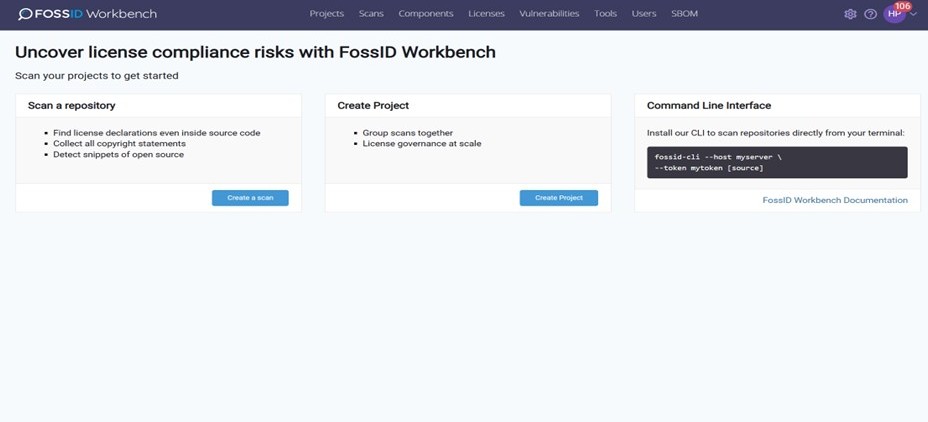 FOSSID Workbench
Projects Scans Components Licenses Vulnerabilities Tools Users SBOM
106
HP
Uncover license compliance risks with FossID Workbench
Scan your projects to get started
Scan a repository
Find license declarations even inside source code
Collect all copyright statements
Detect snippets of open source
Create a scan
Create Project
Group scans together
License governance at scale
Create Project
Command Line Interface
Install our CLI to scan repositories directly from your terminal:
fossid-cli --host myserver \
--token mytoken [source]
FossID Workbench Documentation